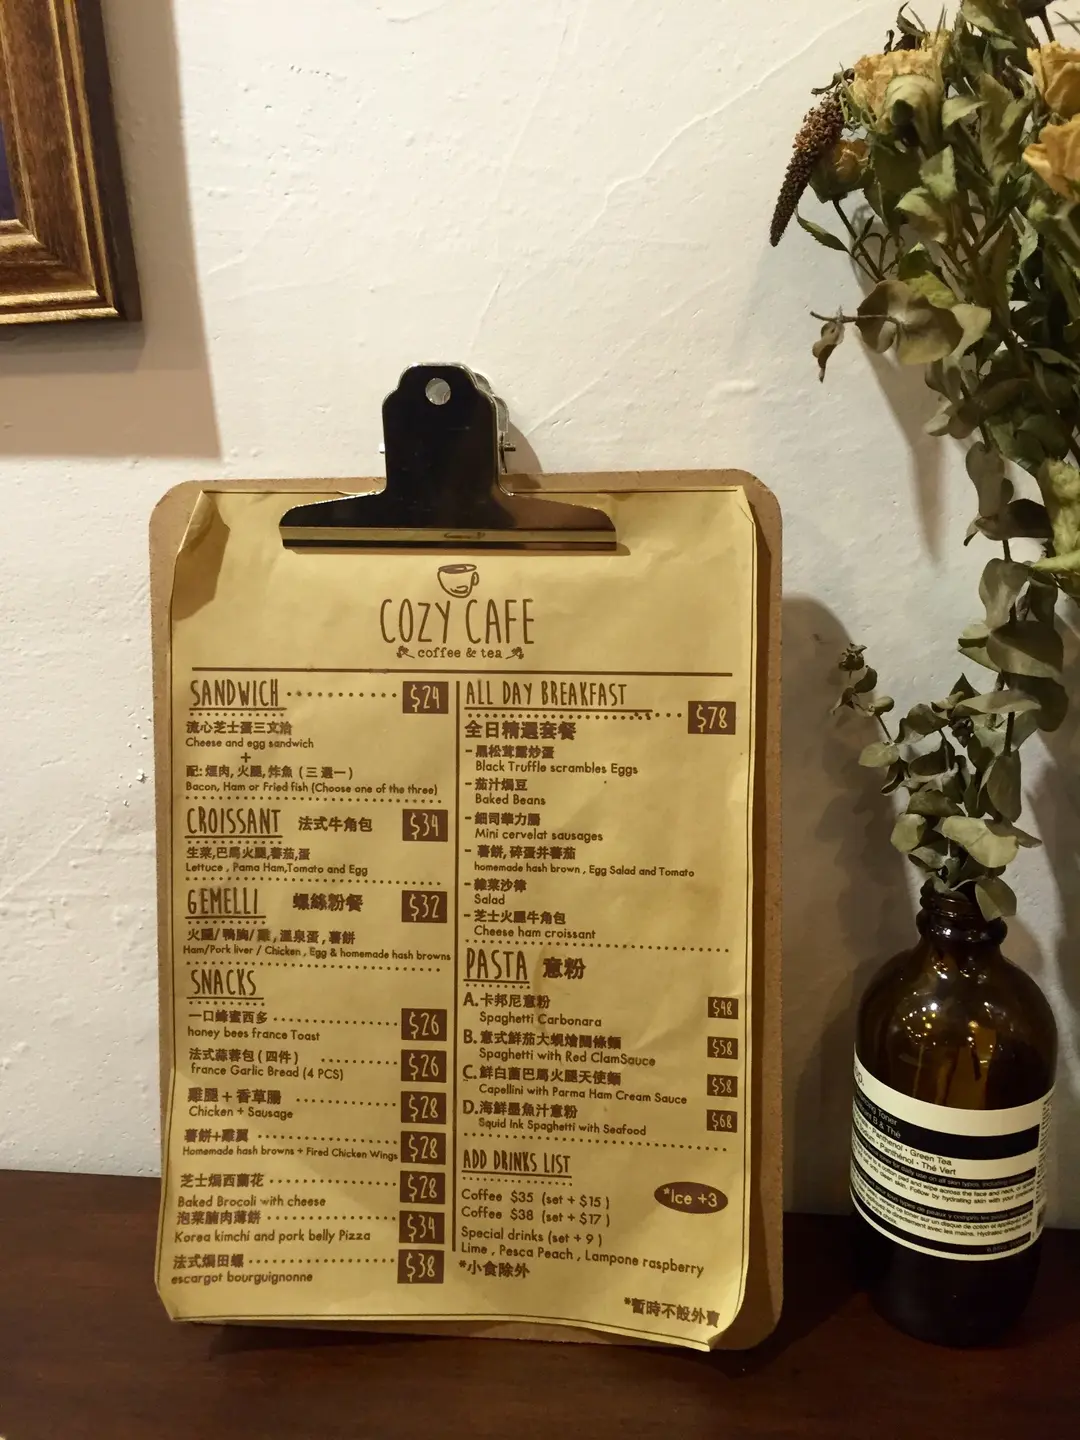 COZY CAFE
coffee & tea
SANDWICH $24
流心芝士蛋三文治
Cheese and egg sandwich
+
配:煙肉,火腿,炸魚(三選一)
Bacon, Ham or Fried fish (Choose one of the three)
CROISSANT 法式牛角包 $34
生菜,巴馬火腿,蕃茄,蛋
Lettuce , Pama Ham,Tomato and Egg
GEMELLI 螺絲粉餐 $32
火腿/鴨胸/雞,溫泉蛋,薯餅
Ham/Pork liver / Chicken , Egg & homemade hash browns
SNACKS
一口蜂蜜西多 $26
honey bees france Toast
法式蒜蓉包(四件) $26
france Garlic Bread (4 PCS)
雞腿+香草腸 $28
Chicken + Sausage
薯餅+雞翼 $28
Homemade hash browns + Fired Chicken Wings
芝士焗西蘭花 $28
Baked Brocoli with cheese
泡菜腩肉薄餅 $34
Korea kimchi and pork belly Pizza
法式焗田螺 $38
escargot bourguignonne
ALL DAY BREAKFAST $78
全日精選套餐
-黑松茸露炒蛋
Black Truffle scrambles Eggs
-茄汁焗豆
Baked Beans
-細司華力腸
Mini cervelat sausages
-薯餅,碎蛋并蕃茄
homemade hash brown , Egg Salad and Tomato
-雜菜沙律
Salad
-芝士火腿牛角包
Cheese ham croissant
PASTA 意粉
A.卡邦尼意粉 $48
Spaghetti Carbonara
B.意式鮮茄大蜆燴闊條麵 $58
Spaghetti with Red ClamSauce
C.鮮白菌巴馬火腿天使麵 $58
Capellini with Parma Ham Cream Sauce
D.海鮮墨魚汁意粉 $68
Squid Ink Spaghetti with Seafood
ADD DRINKS LIST
Coffee $35 (set + $15)
Coffee $38 (set + $17)
*Ice +3
Special drinks (set + 9)
Lime , Pesca Peach , Lampone raspberry
*小食除外
*暫時不設外賣
Toner
B & Thé
Panthenol • Green Tea
Panthénol • Thé Vert